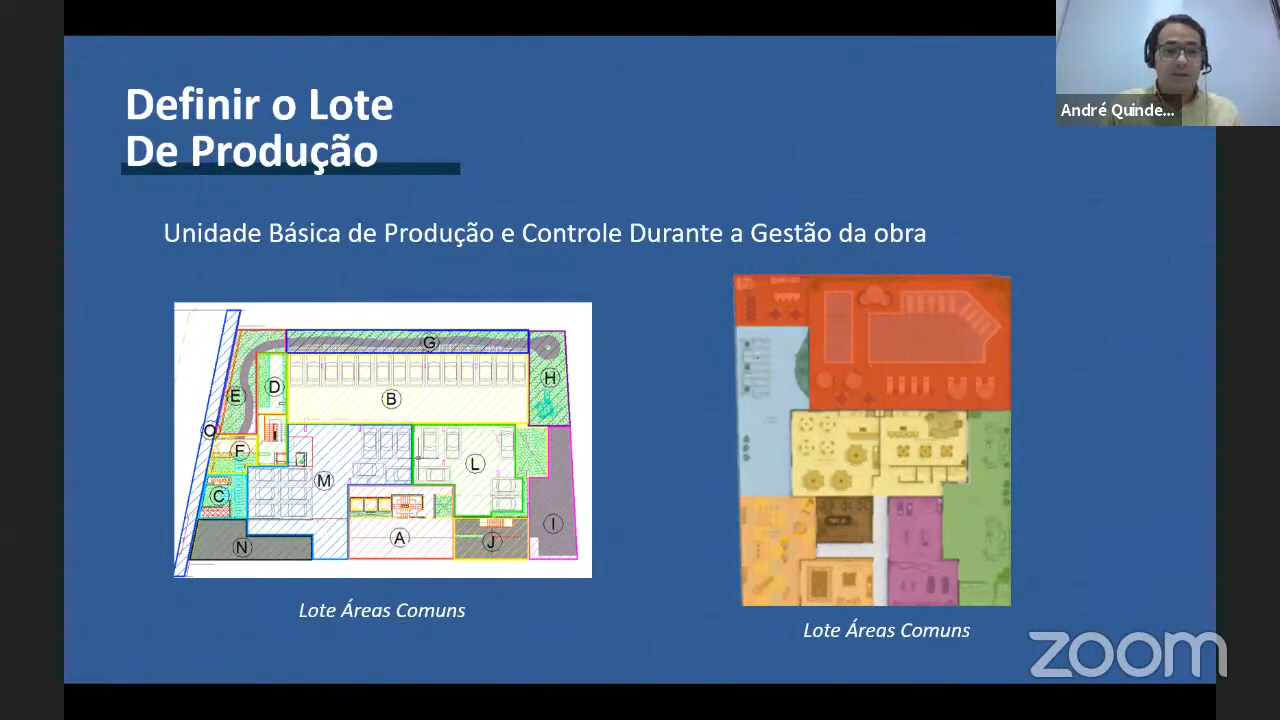 Definir o Lote
De Produção
André Quinde...
Unidade Básica de Produção e Controle Durante a Gestão da obra
G
H
D
E
B
O
F
L
M
C
I
A
J
N
Lote Áreas Comuns
Lote Áreas Comuns
zoom